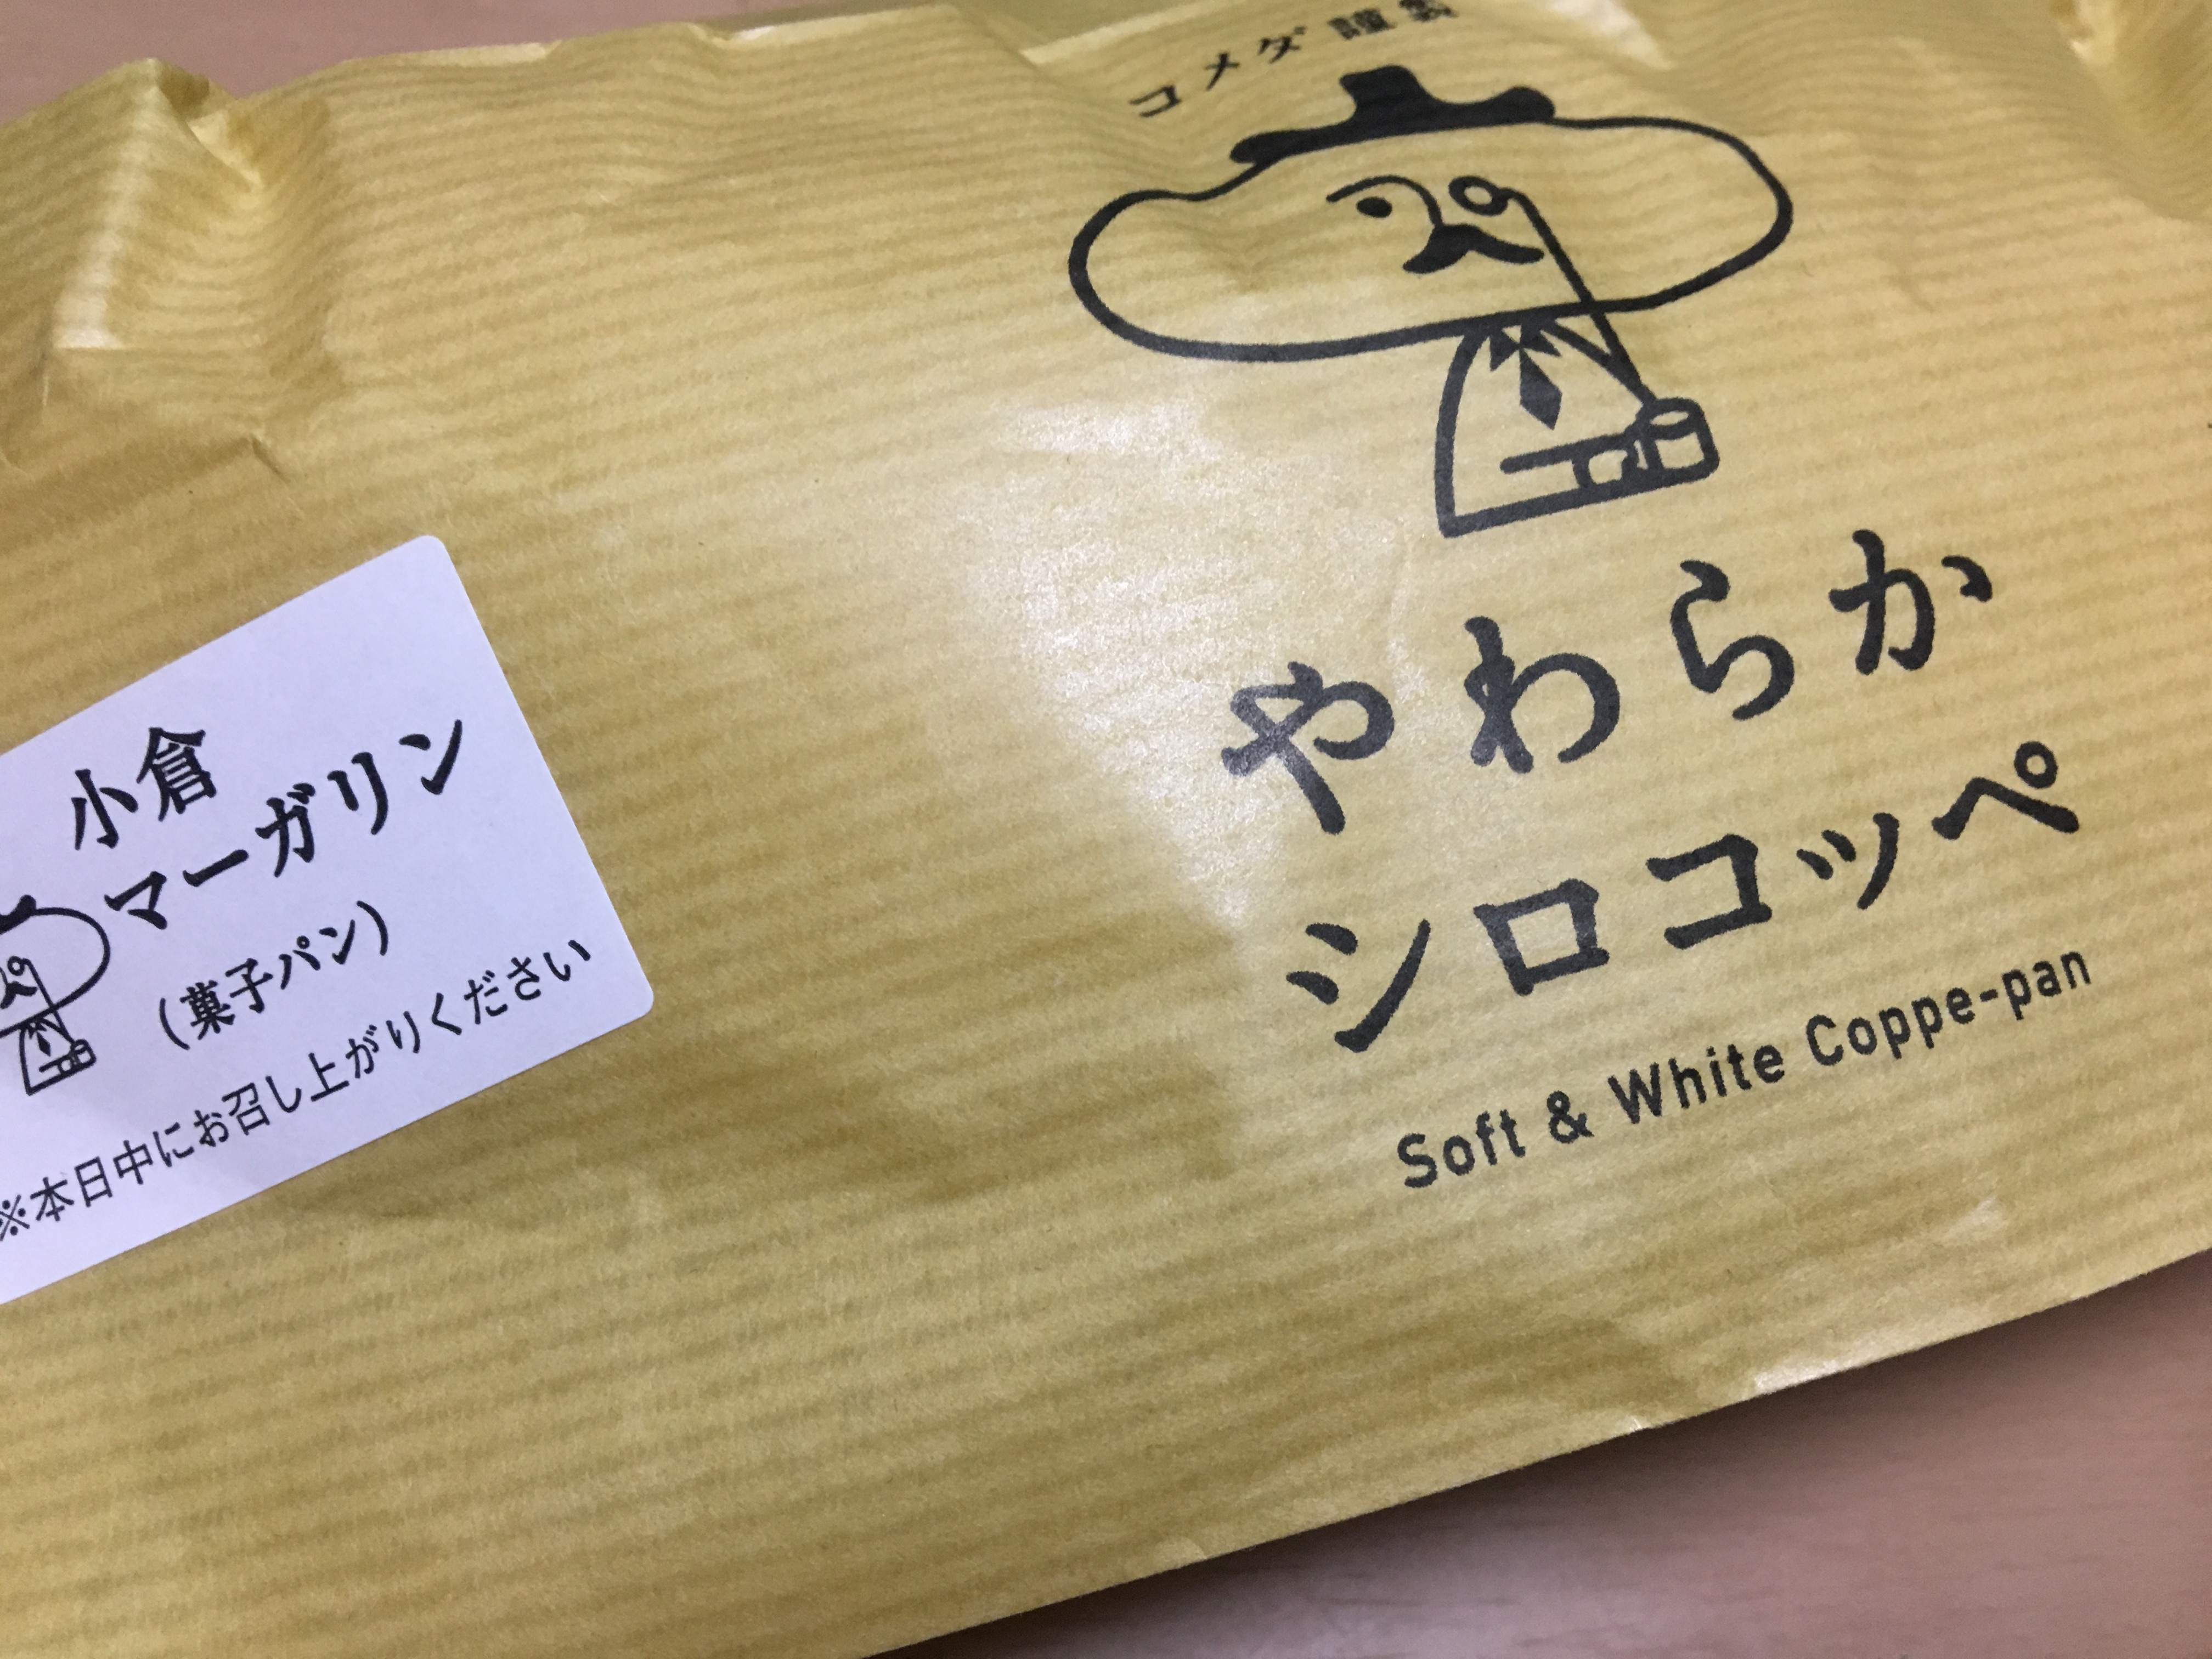 コメダ謹製
やわらか
シロコッペ
Soft & White Coppe-pan
小倉
マーガリン
(菓子パン)
※本日中にお召し上がりください